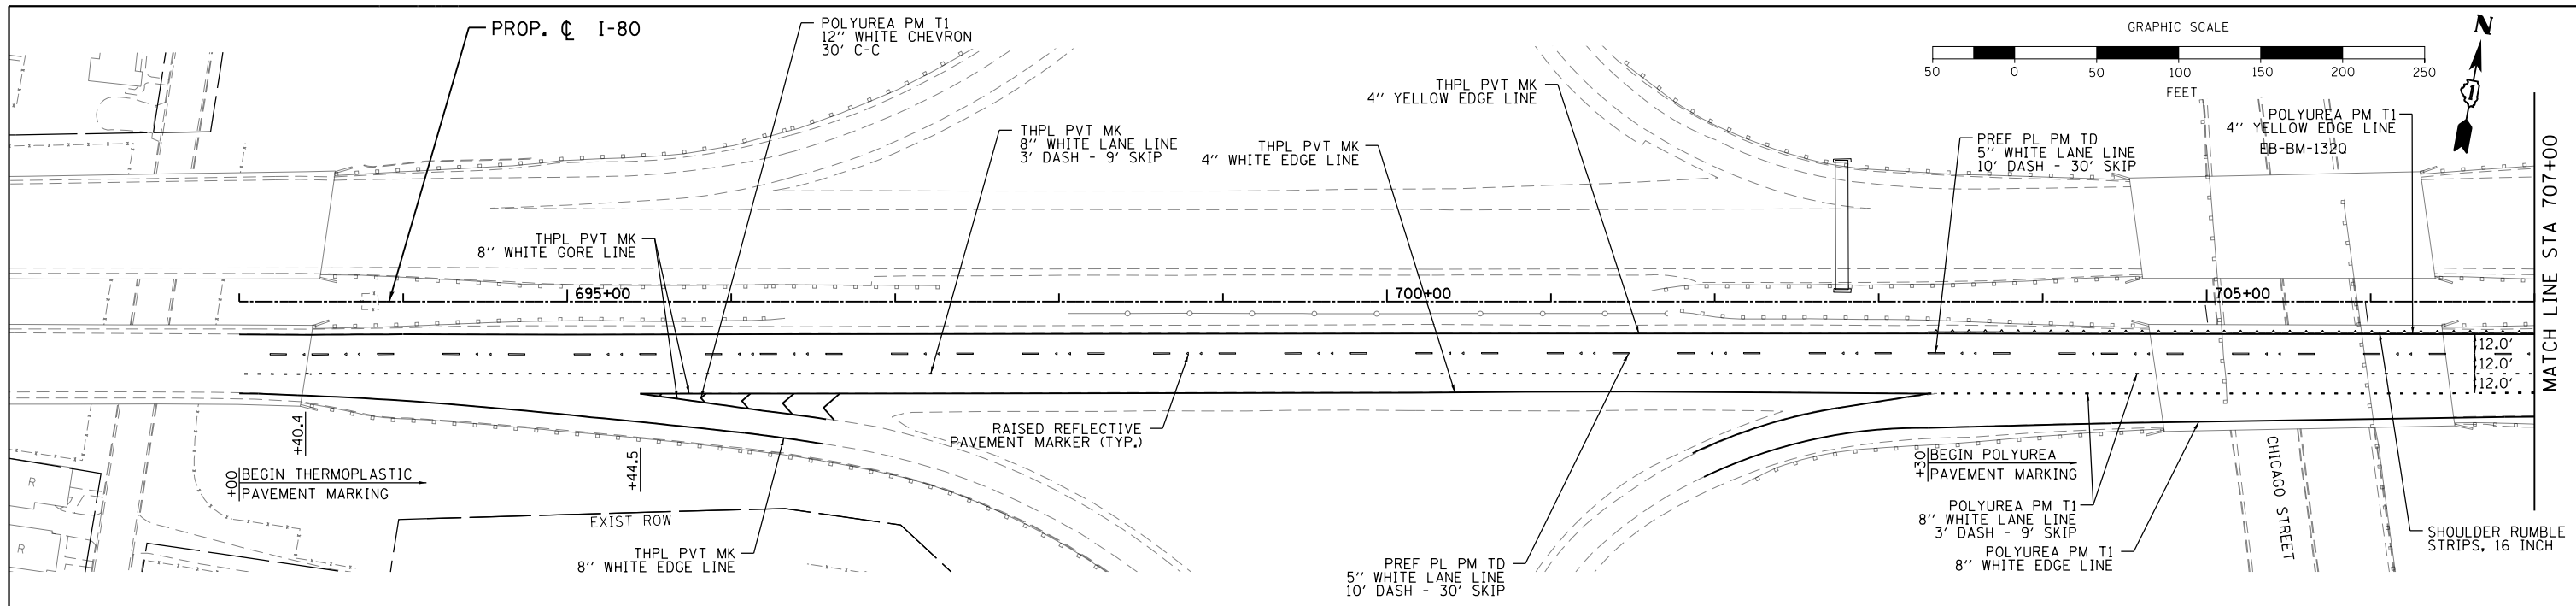 PROP. ℄ I-80
POLYUREA PM T1
12'' WHITE CHEVRON
30' C-C
GRAPHIC SCALE
50 0 50 100 150 200 250
FEET
N
1
THPL PVT MK
4'' YELLOW EDGE LINE
THPL PVT MK
8'' WHITE LANE LINE
3' DASH - 9' SKIP
THPL PVT MK
4'' WHITE EDGE LINE
PREF PL PM TD
5'' WHITE LANE LINE
10' DASH - 30' SKIP
POLYUREA PM T1
4'' YELLOW EDGE LINE
EB-BM-132Q
MATCH LINE STA 707+00
THPL PVT MK
8'' WHITE GORE LINE
695+00
700+00
705+00
12.0'
12.0'
12.0'
+40.4
+00
BEGIN THERMOPLASTIC
PAVEMENT MARKING
+44.5
RAISED REFLECTIVE
PAVEMENT MARKER (TYP.)
+30
BEGIN POLYUREA
PAVEMENT MARKING
R
R
EXIST ROW
THPL PVT MK
8'' WHITE EDGE LINE
PREF PL PM TD
5'' WHITE LANE LINE
10' DASH - 30' SKIP
POLYUREA PM T1
8'' WHITE LANE LINE
3' DASH - 9' SKIP
POLYUREA PM T1
8'' WHITE EDGE LINE
CHICAGO STREET
SHOULDER RUMBLE
STRIPS, 16 INCH